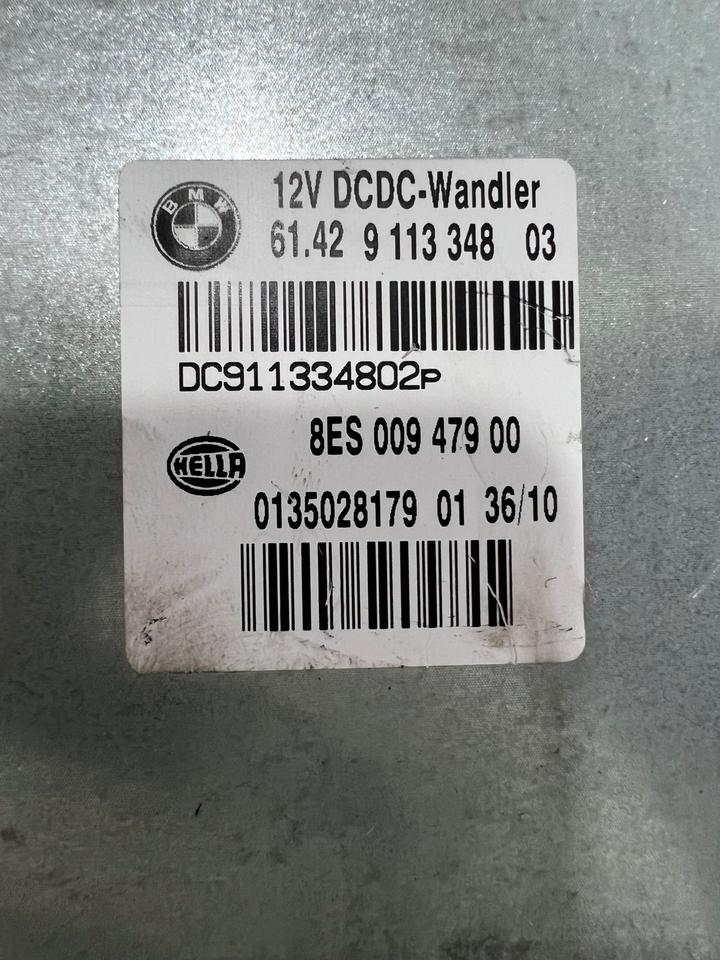 BMW
12V DCDC-Wandler
61.42 9 113 348 03
DC911334802P
8ES 009 479 00
HELLA
0135028179 01 36/10